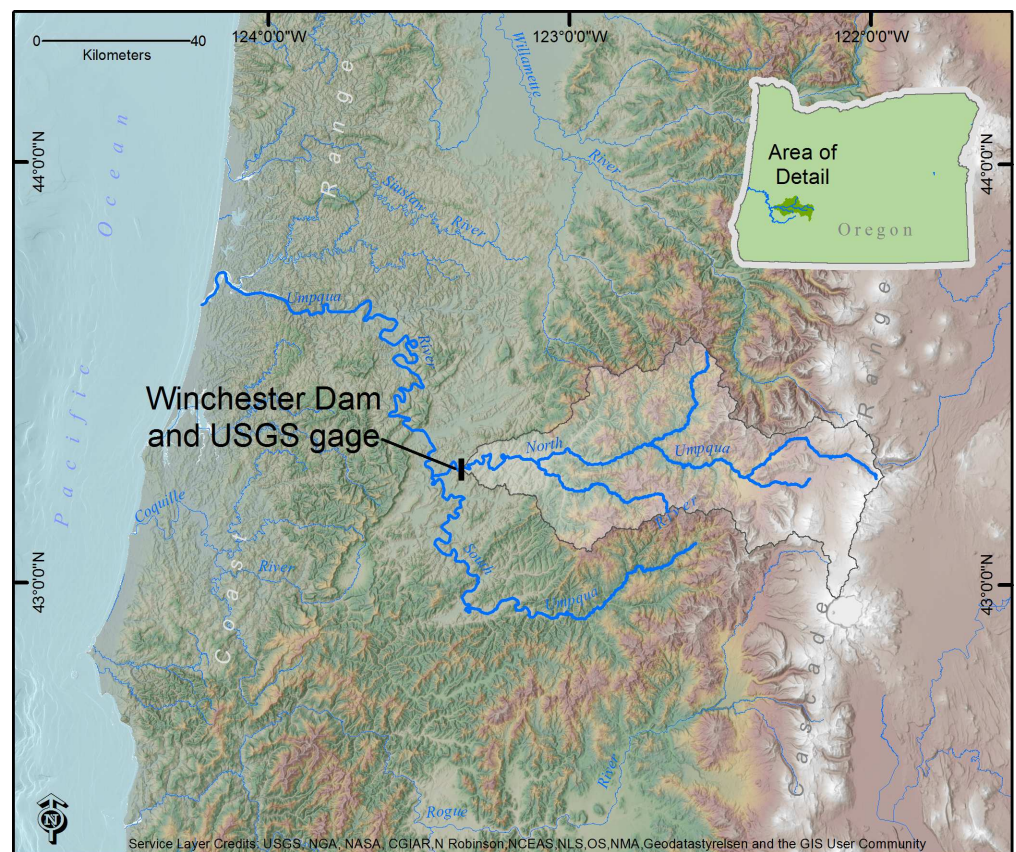 0 40
Kilometers
124°0'0"W
123°0'0"W
122°0'0"W
44°0'0"N
44°0'0"N
43°0'0"N
43°0'0"N
Pacific Ocean
Coast Range
Cascade Range
Willamette
River
Siuslaw
River
Umpqua
River
Winchester Dam
and USGS gage
North
Umpqua
River
South
Umpqua
Coquille
River
Rogue
River
Area of
Detail
Oregon
N
Service Layer Credits: USGS, NGA, NASA, CGIAR,N Robinson,NCEAS,NLS,OS,NMA,Geodatastyrelsen and the GIS User Community